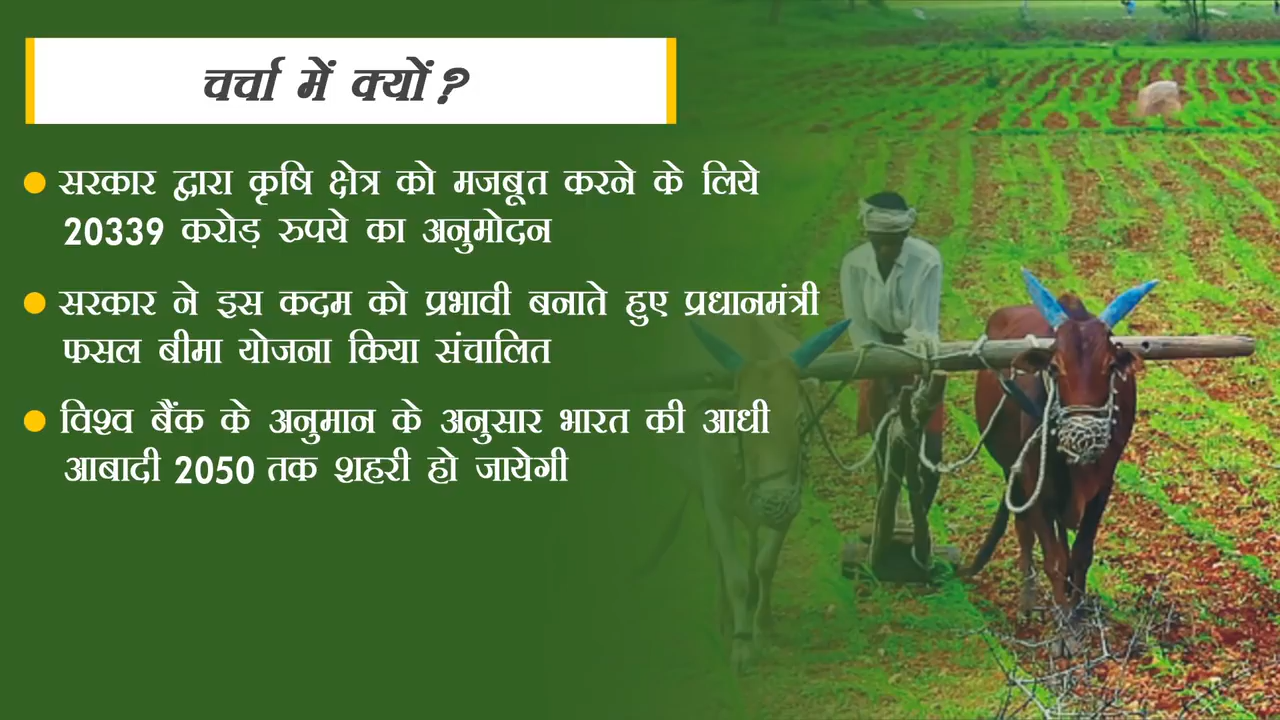 चर्चा में क्यों?
सरकार द्वारा कृषि क्षेत्र को मजबूत करने के लिये
20339 करोड़ रुपये का अनुमोदन
सरकार ने इस कदम को प्रभावी बनाते हुए प्रधानमंत्री
फसल बीमा योजना किया संचालित
विश्व बैंक के अनुमान के अनुसार भारत की आधी
आबादी 2050 तक शहरी हो जायेगी